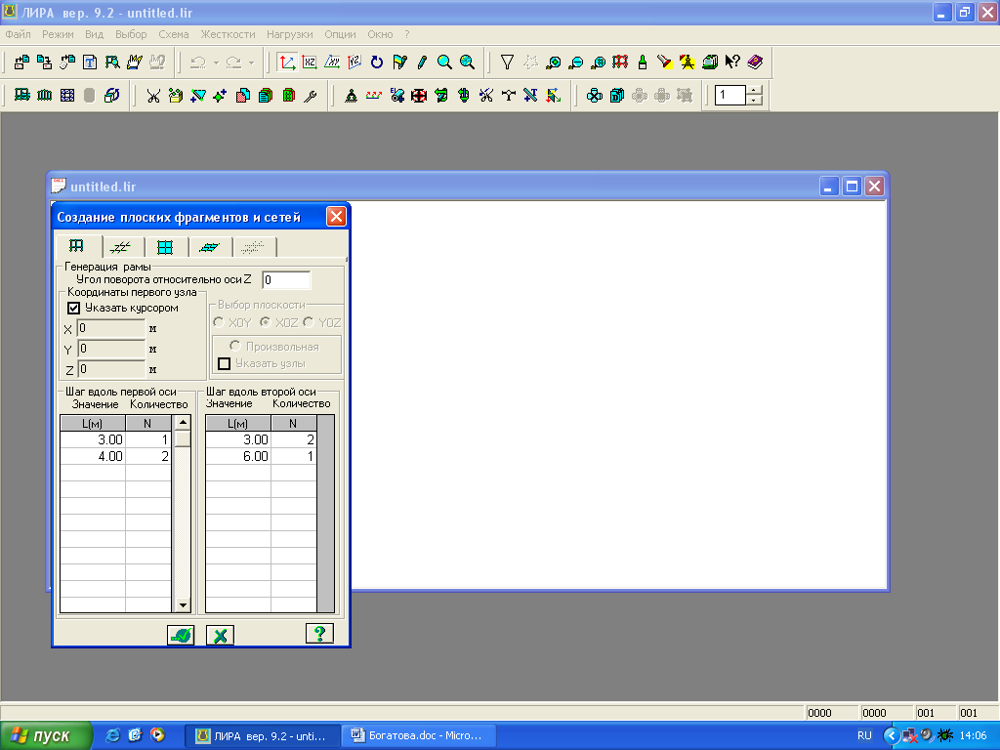 ЛИРА вер. 9.2 - untitled.lir
Файл Режим Вид Выбор Схема Жесткости Нагрузки Опции Окно ?
1
untitled.lir
Создание плоских фрагментов и сетей
Генерация рамы
Угол поворота относительно оси Z 0
Координаты первого узла
Указать курсором
X 0 м
Y 0 м
Z 0 м
Выбор плоскости
XOY XOZ YOZ
Произвольная
Указать узлы
Шаг вдоль первой оси
Значение Количество
L(м) N
3.00 1
4.00 2
Шаг вдоль второй оси
Значение Количество
L(м) N
3.00 2
6.00 1
?
0000 0000 001 001
пуск
ЛИРА вер. 9.2 - unti...
Богатова.doc - Micro...
RU
14:06